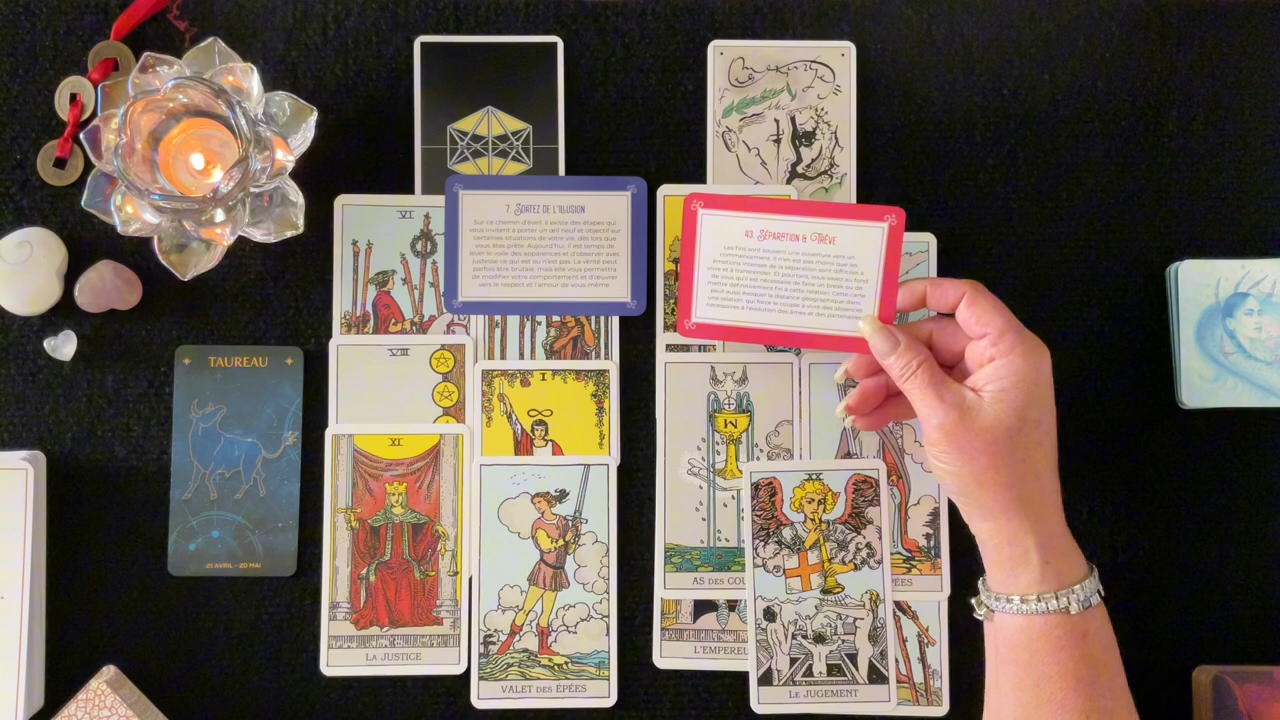 VI
7. Sortez de l'Illusion
Sur ce chemin d'éveil, il existe des étapes qui
vous invitent à porter un œil neuf et objectif sur
certaines situations de votre vie, dès lors que
vous êtes prête. Aujourd'hui, il est temps de
lever le voile des apparences et d'observer avec
justesse ce qui est ou n'est pas. La vérité peut
parfois être brutale, mais elle vous permettra
de modifier votre comportement et d'œuvrer
vers le respect et l'amour de vous-même.
43. Séparation & Trêve
Les fins sont souvent une ouverture vers un
commencement, il n'en est pas moins que les
émotions intenses de la séparation sont difficiles à
vivre et à transcender. Et pourtant, vous savez au fond
de vous qu'il est nécessaire de faire un break ou de
mettre définitivement fin à cette relation. Cette carte
peut aussi évoquer la distance géographique dans
une relation, qui force le couple à vivre des absences
nécessaires à l'évolution des âmes et des partenaires.
TAUREAU
21 AVRIL - 20 MAI
VIII
I
XI
LA JUSTICE
VALET DES ÉPÉES
AS DES COU
ÉES
L'EMPEREU
XX
LE JUGEMENT